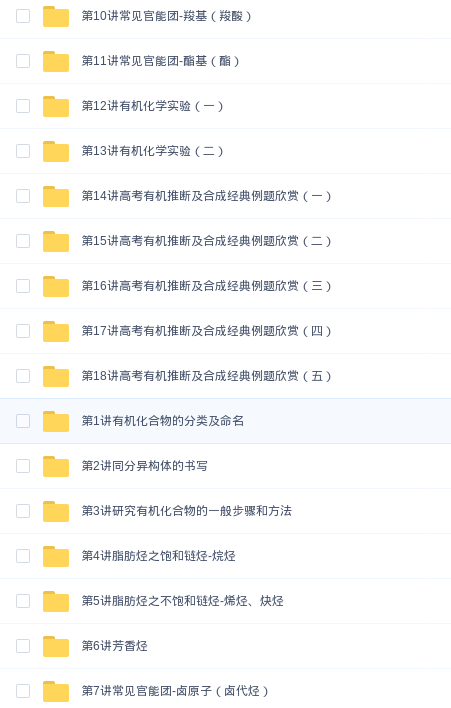 第10讲常见官能团-羧基（羧酸）
第11讲常见官能团-酯基（酯）
第12讲有机化学实验（一）
第13讲有机化学实验（二）
第14讲高考有机推断及合成经典例题欣赏（一）
第15讲高考有机推断及合成经典例题欣赏（二）
第16讲高考有机推断及合成经典例题欣赏（三）
第17讲高考有机推断及合成经典例题欣赏（四）
第18讲高考有机推断及合成经典例题欣赏（五）
第1讲有机化合物的分类及命名
第2讲同分异构体的书写
第3讲研究有机化合物的一般步骤和方法
第4讲脂肪烃之饱和链烃-烷烃
第5讲脂肪烃之不饱和链烃-烯烃、炔烃
第6讲芳香烃
第7讲常见官能团-卤原子（卤代烃）